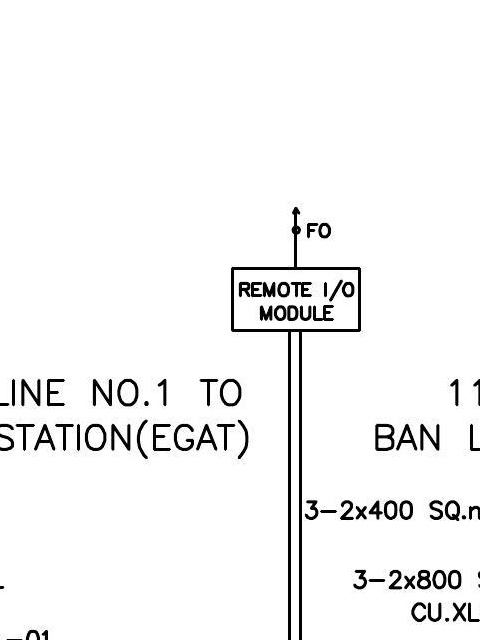 FO
REMOTE I/O
MODULE
LINE NO.1 TO
STATION(EGAT)
11
BAN L
3-2x400 SQ.
3-2x800
CU.XL
-01